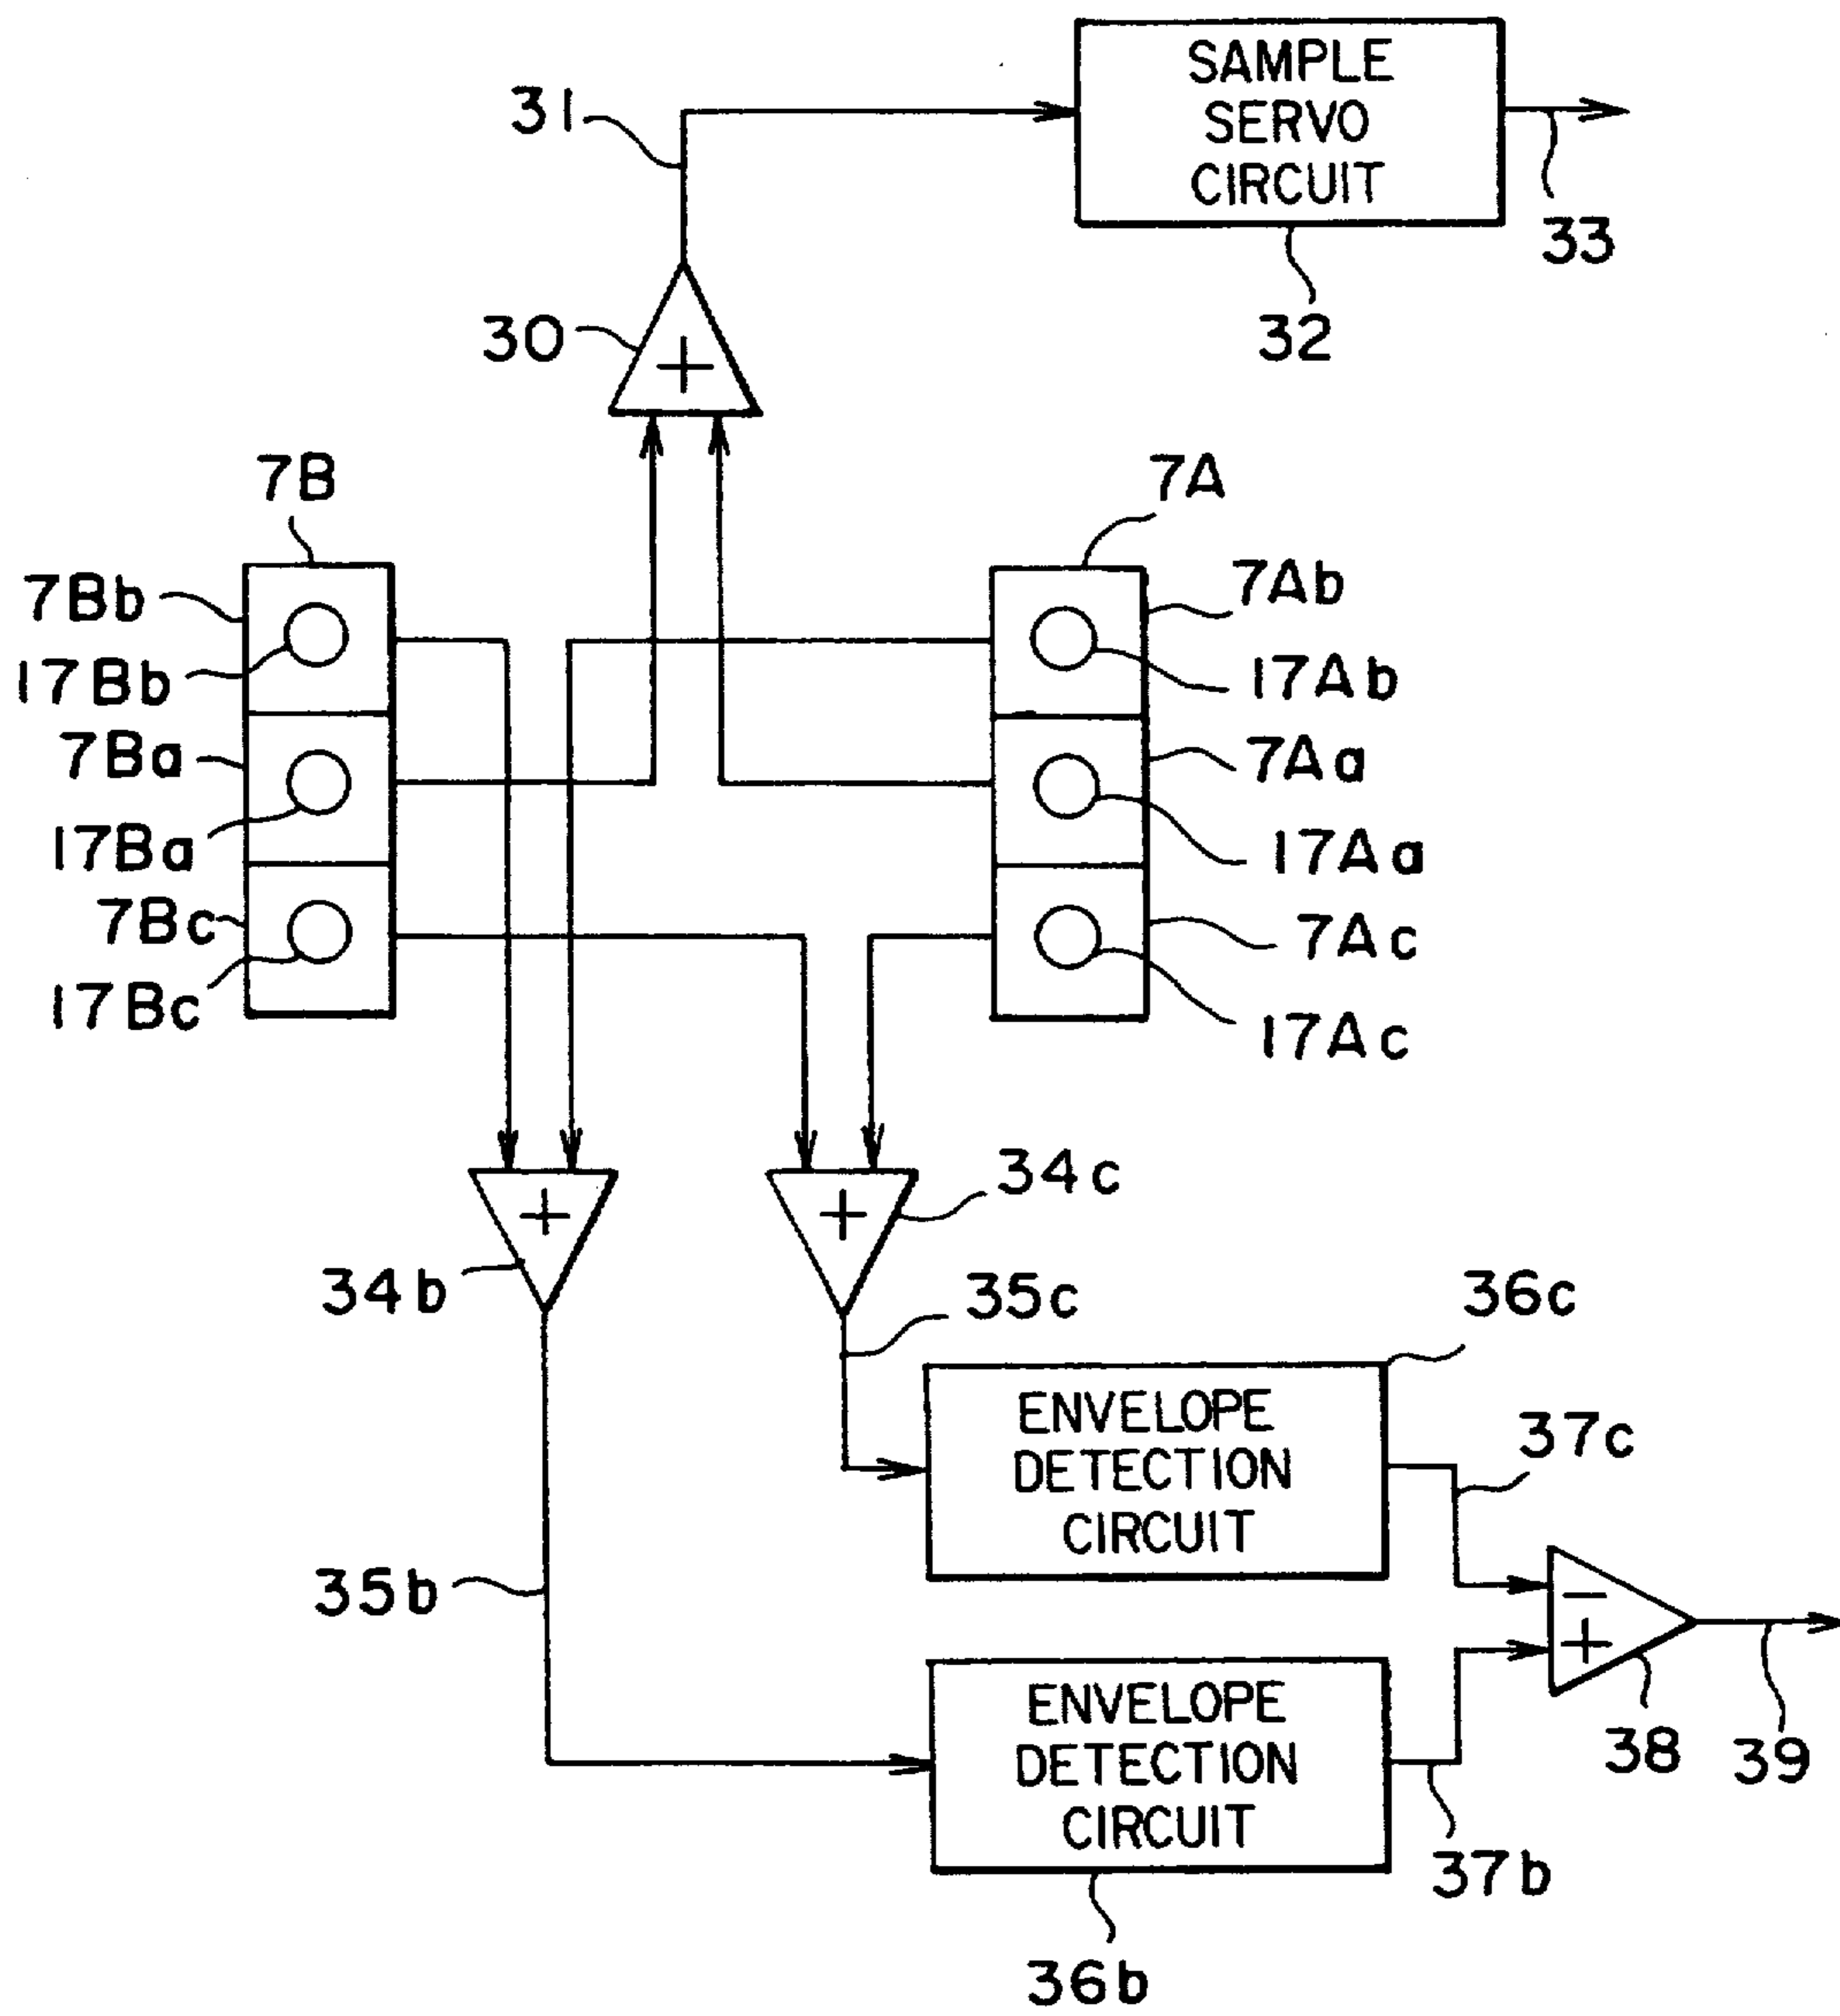 SAMPLE
SERVO
CIRCUIT
31
33
32
30
+
7B
7A
7Bb
7Ab
17Bb
17Ab
7Ba
7Aa
17Ba
17Aa
7Bc
7Ac
17Bc
17Ac
34c
+
+
34b
35c
36c
ENVELOPE
DETECTION
CIRCUIT
37c
35b
−
+
ENVELOPE
DETECTION
CIRCUIT
38
39
37b
36b